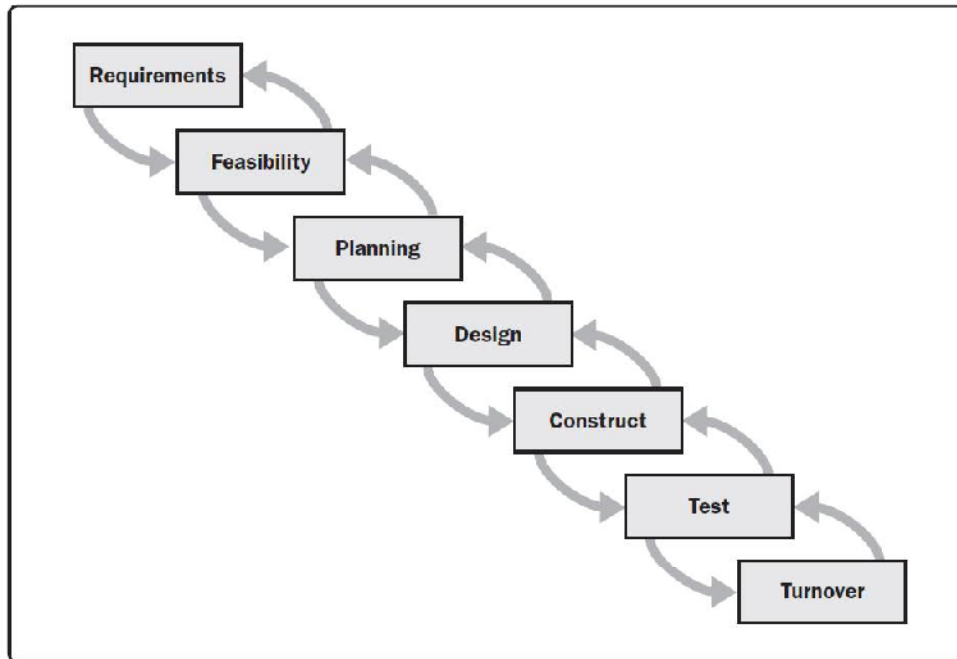 Requirements
Feasibility
Planning
Design
Construct
Test
Turnover